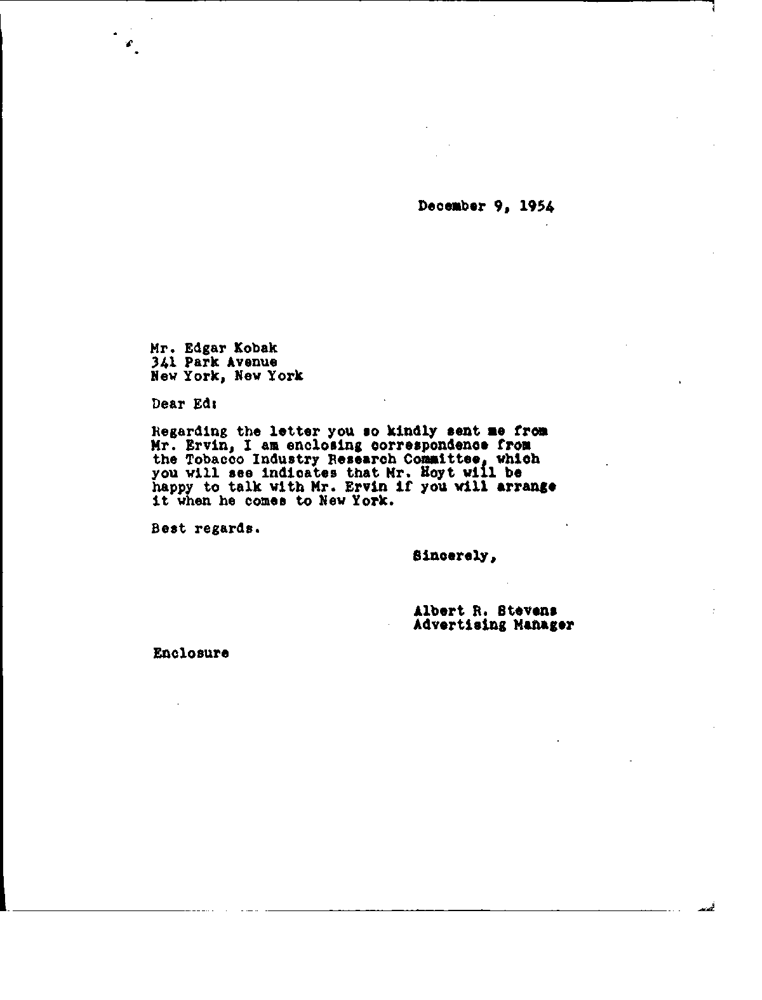 December 9, 1954
Mr. Edgar Kobak
341 Park Avenue
New York, New York
Dear Ed:
Regarding the letter you so kindly sent me from
Mr. Ervin, I am enclosing correspondence from
the Tobacco Industry Research Committee, which
you will see indicates that Mr. Hoyt will be
happy to talk with Mr. Ervin if you will arrange
it when he comes to New York.
Best regards.
Sincerely,
Albert R. Stevens
Advertising Manager
Enclosure